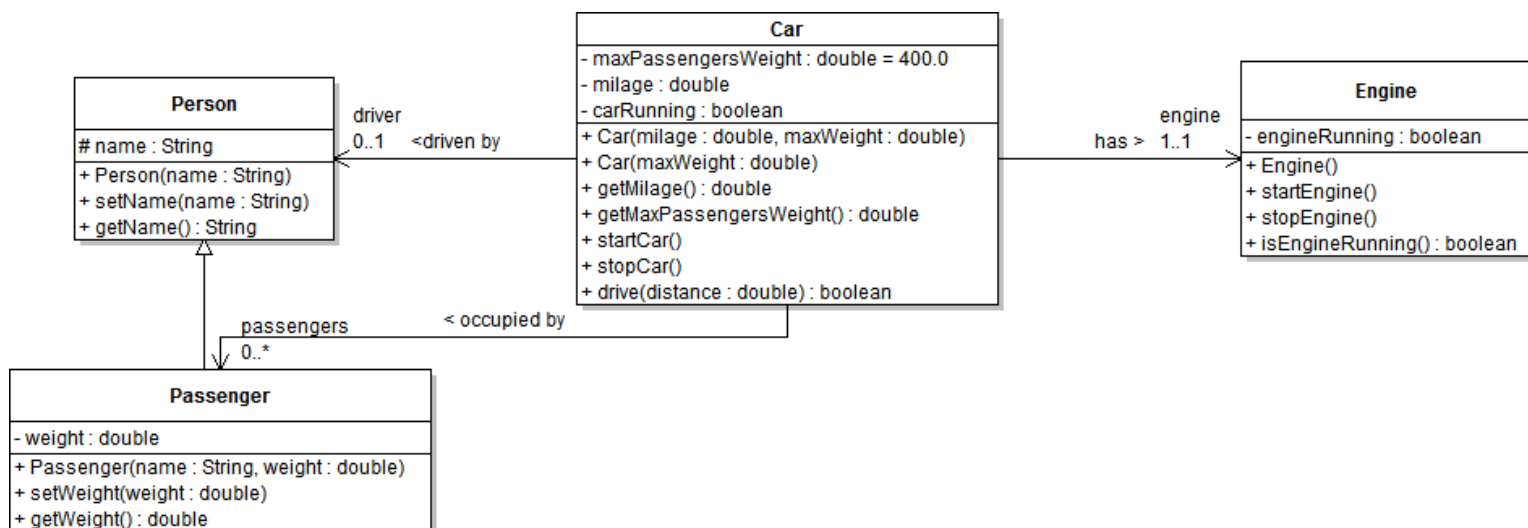 Person
# name : String
+ Person(name : String)
+ setName(name : String)
+ getName() : String
driver
0..1 <driven by
Car
- maxPassengersWeight : double = 400.0
- milage : double
- carRunning : boolean
+ Car(milage : double, maxWeight : double)
+ Car(maxWeight : double)
+ getMilage() : double
+ getMaxPassengersWeight() : double
+ startCar()
+ stopCar()
+ drive(distance : double) : boolean
engine
has > 1..1
Engine
- engineRunning : boolean
+ Engine()
+ startEngine()
+ stopEngine()
+ isEngineRunning() : boolean
< occupied by
passengers
0..*
Passenger
- weight : double
+ Passenger(name : String, weight : double)
+ setWeight(weight : double)
+ getWeight() : double